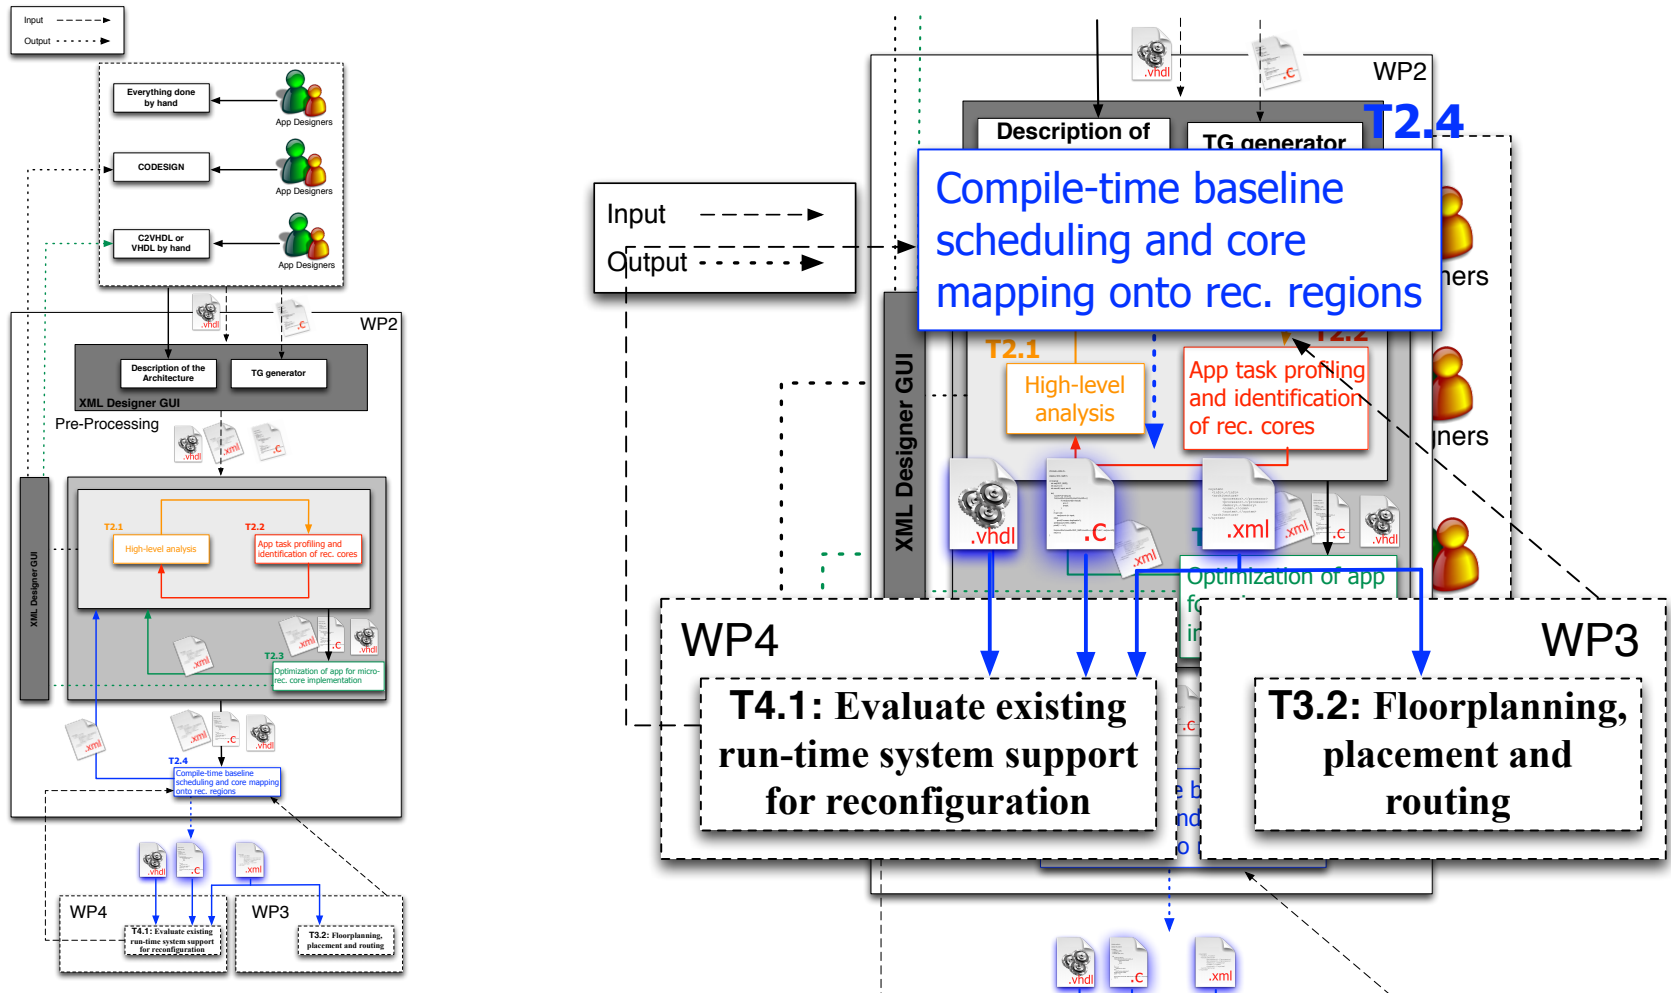 Input
Output
Everything done
by hand
App Designers
CODESIGN
App Designers
C2VHDL or
VHDL by hand
App Designers
.vhdl
.c
WP2
Description of the
Architecture
TG generator
XML Designer GUI
Pre-Processing
.vhdl
.xml
.c
XML Designer GUI
T2.1
High-level analysis
T2.2
App task profiling and
identification of rec. cores
.xml
.xml
.c
.vhdl
T2.3
Optimization of app for micro-
rec. core implementation
.xml
.xml
.c
.vhdl
T2.4
Compile-time baseline
scheduling and core mapping
onto rec. regions
.vhdl
.c
.xml
WP4
T4.1: Evaluate existing
run-time system support
for reconfiguration
WP3
T3.2: Floorplanning,
placement and routing
.vhdl
.c
WP2
Description of
TG generator
T2.4
Input
Output
Compile-time baseline
scheduling and core
mapping onto rec. regions
ners
XML Designer GUI
T2.1
High-level
analysis
T2.2
App task profiling
and identification
of rec. cores
ners
.vhdl
.c
.xml
.xml
.xml
.c
.vhdl
Optimization of app
WP4
T4.1: Evaluate existing
run-time system support
for reconfiguration
.c
WP3
T3.2: Floorplanning,
placement and
routing
.vhdl
.c
.xml